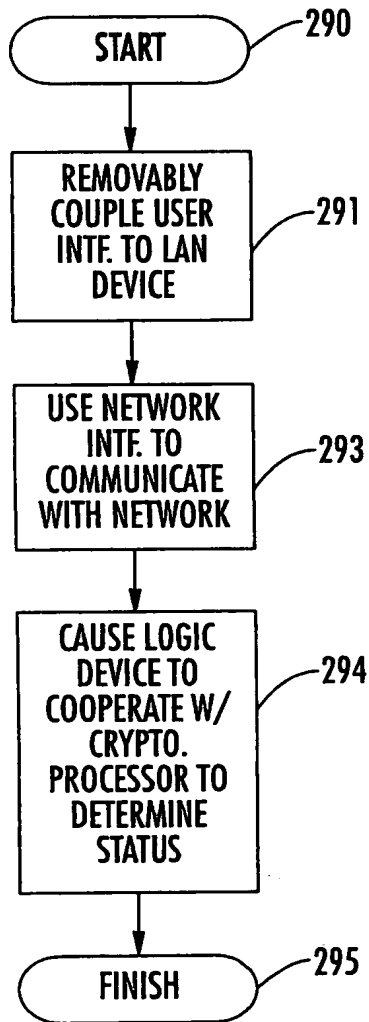 START
290
REMOVABLY
COUPLE USER
INTF. TO LAN
DEVICE
291
USE NETWORK
INTF. TO
COMMUNICATE
WITH NETWORK
293
CAUSE LOGIC
DEVICE TO
COOPERATE W/
CRYPTO.
PROCESSOR TO
DETERMINE
STATUS
294
FINISH
295